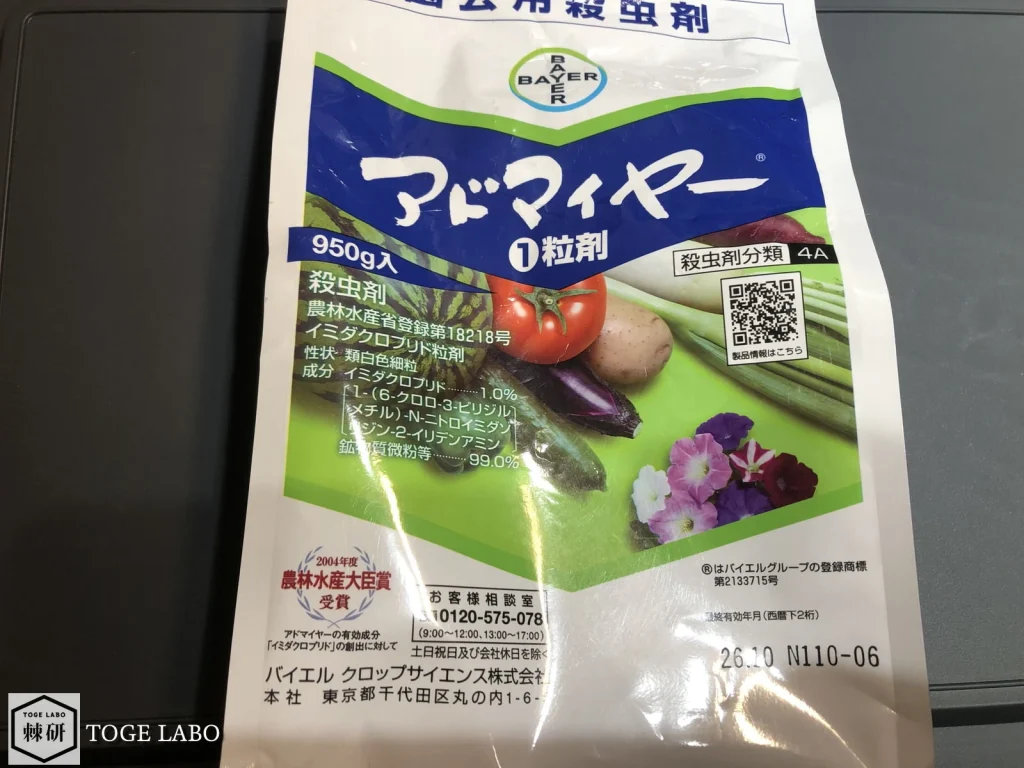 園芸用殺虫剤
BAYER
BAYER
アドマイヤー®
1粒剤
950g入
殺虫剤分類 4A
殺虫剤
農林水産省登録第18218号
イミダクロプリド粒剤
性状 類白色細粒
成分 イミダクロプリド………1.0%
1-(6-クロロ-3-ピリジル
メチル)-N-ニトロイミダゾ
リジン-2-イリデンアミン
鉱物質微粉等………99.0%
製品情報はこちら
2004年度
農林水産大臣賞
受賞
アドマイヤーの有効成分
「イミダクロプリド」の創出に対して
お客様相談室
0120-575-078
(9:00～12:00、13:00～17:00)
土日祝日及び会社休日を除く
®はバイエルグループの登録商標
第2133715号
最終有効年月(西暦下2桁)
26.10 N110-06
バイエル クロップサイエンス株式会社
本社 東京都千代田区丸の内1-6-
TOGE LABO
棘研
TOGE LABO